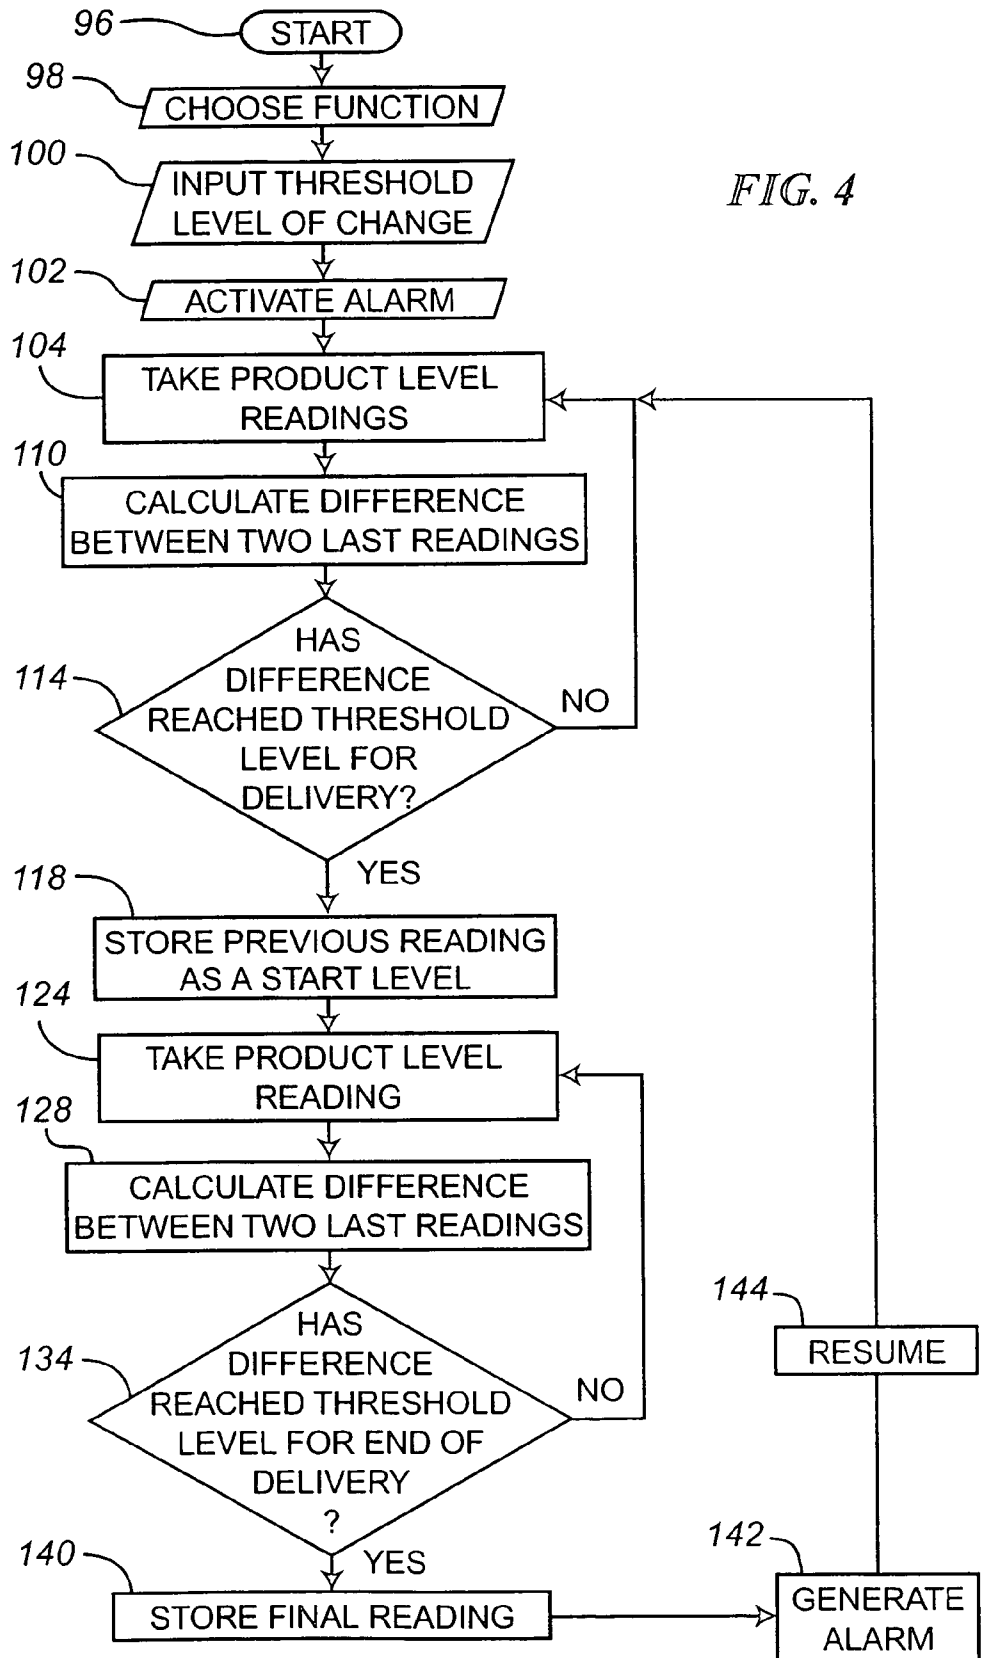 96
START
98
CHOOSE FUNCTION
100
INPUT THRESHOLD
LEVEL OF CHANGE
FIG. 4
102
ACTIVATE ALARM
104
TAKE PRODUCT LEVEL
READINGS
110
CALCULATE DIFFERENCE
BETWEEN TWO LAST READINGS
114
HAS
DIFFERENCE
REACHED THRESHOLD
LEVEL FOR
DELIVERY?
NO
YES
118
STORE PREVIOUS READING
AS A START LEVEL
124
TAKE PRODUCT LEVEL
READING
128
CALCULATE DIFFERENCE
BETWEEN TWO LAST READINGS
134
HAS
DIFFERENCE
REACHED THRESHOLD
LEVEL FOR END OF
DELIVERY
?
NO
YES
140
STORE FINAL READING
142
GENERATE
ALARM
144
RESUME